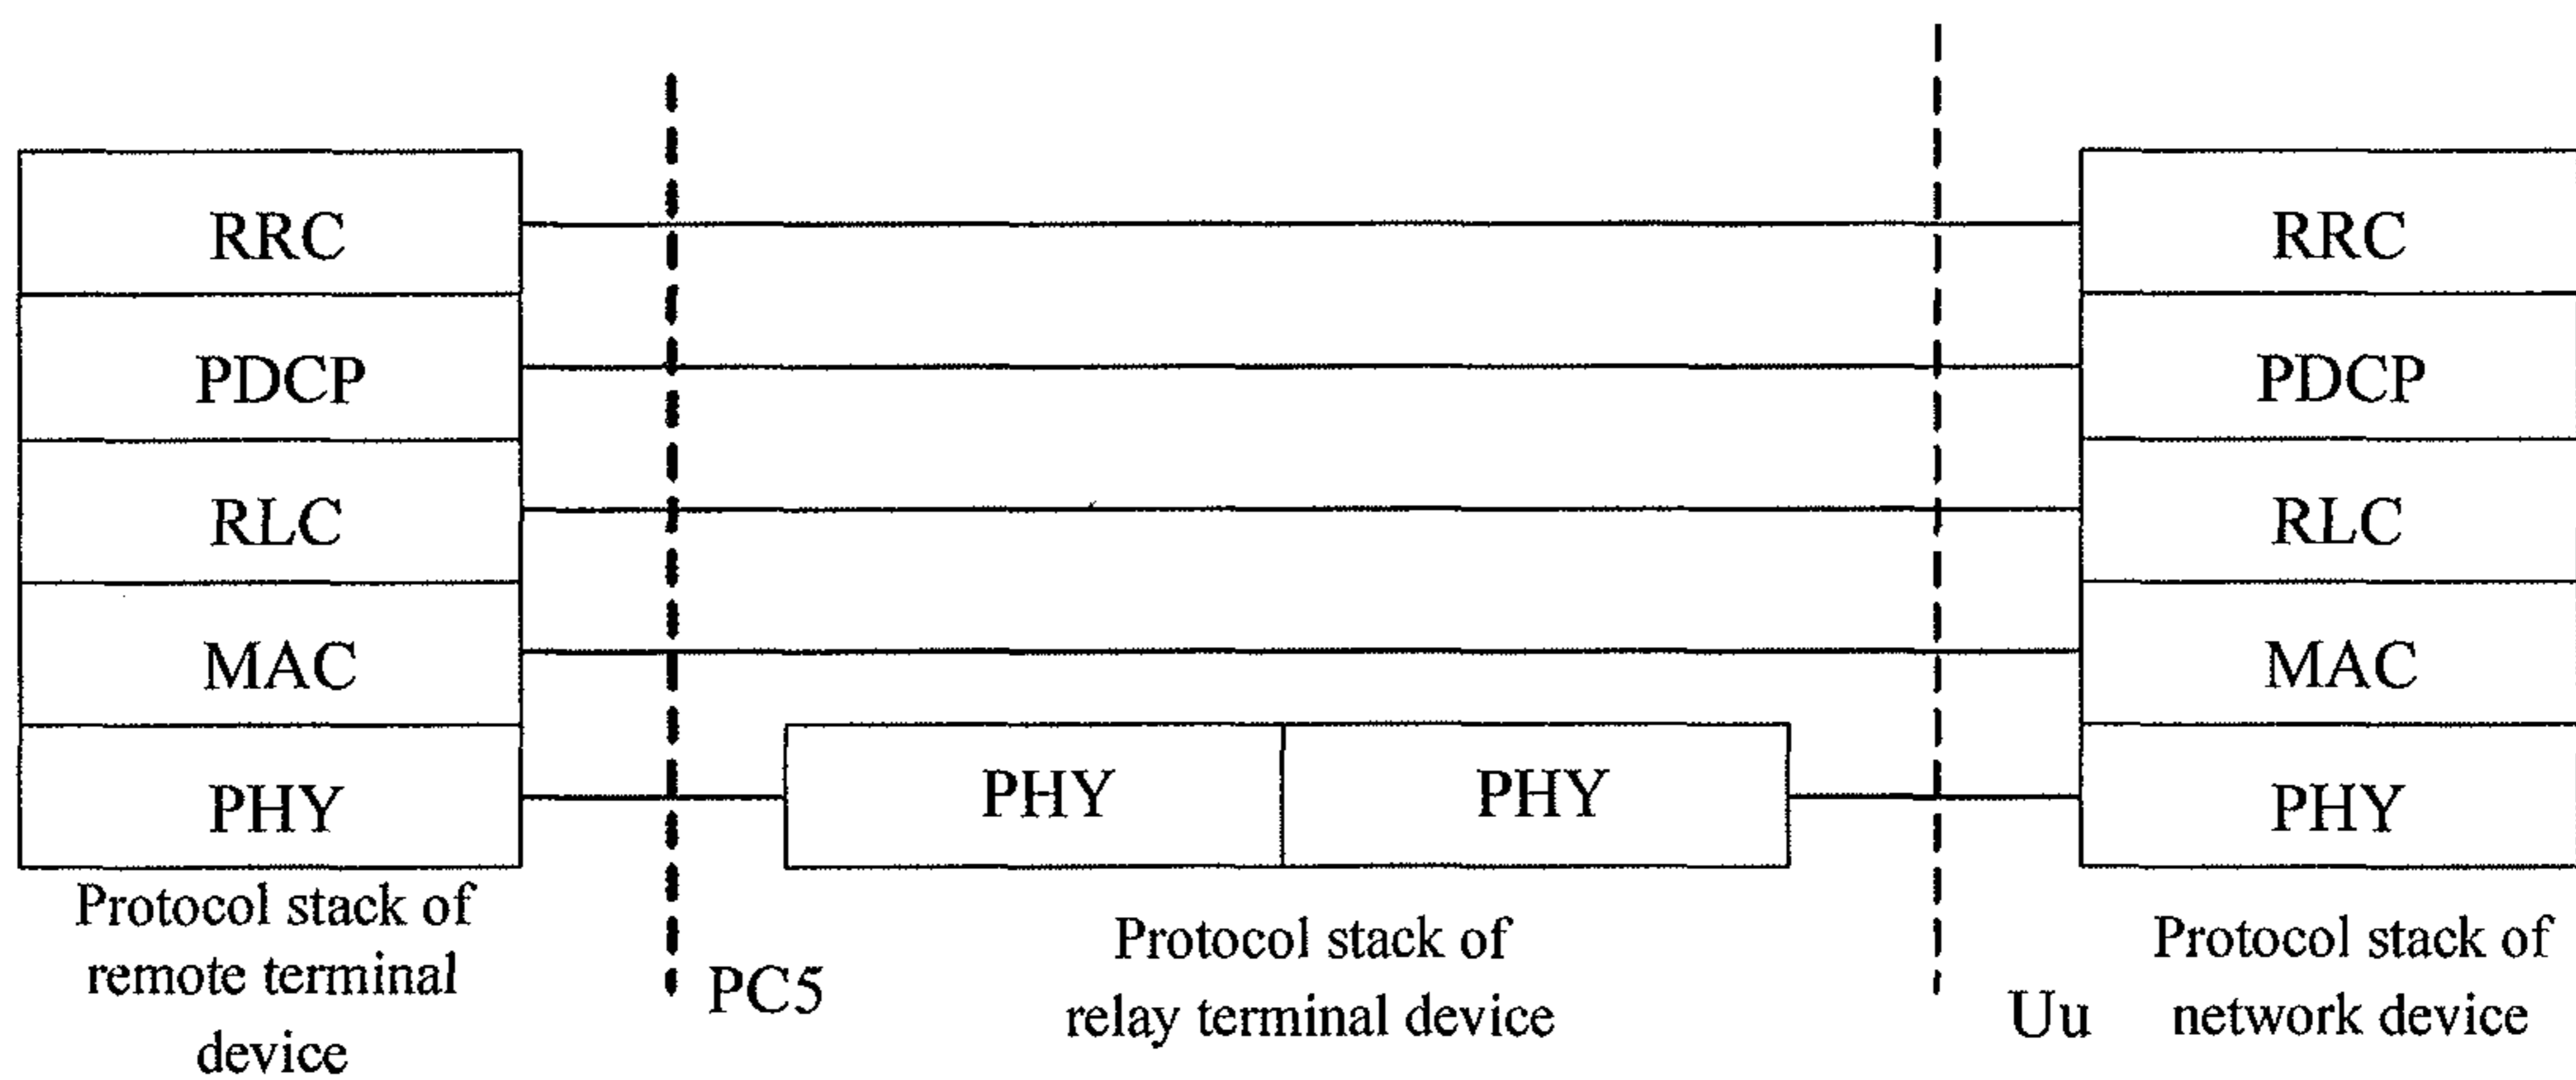 RRC
PDCP
RLC
MAC
PHY
Protocol stack of
remote terminal
device
PC5
PHY
PHY
Protocol stack of
relay terminal device
Uu
RRC
PDCP
RLC
MAC
PHY
Protocol stack of
network device